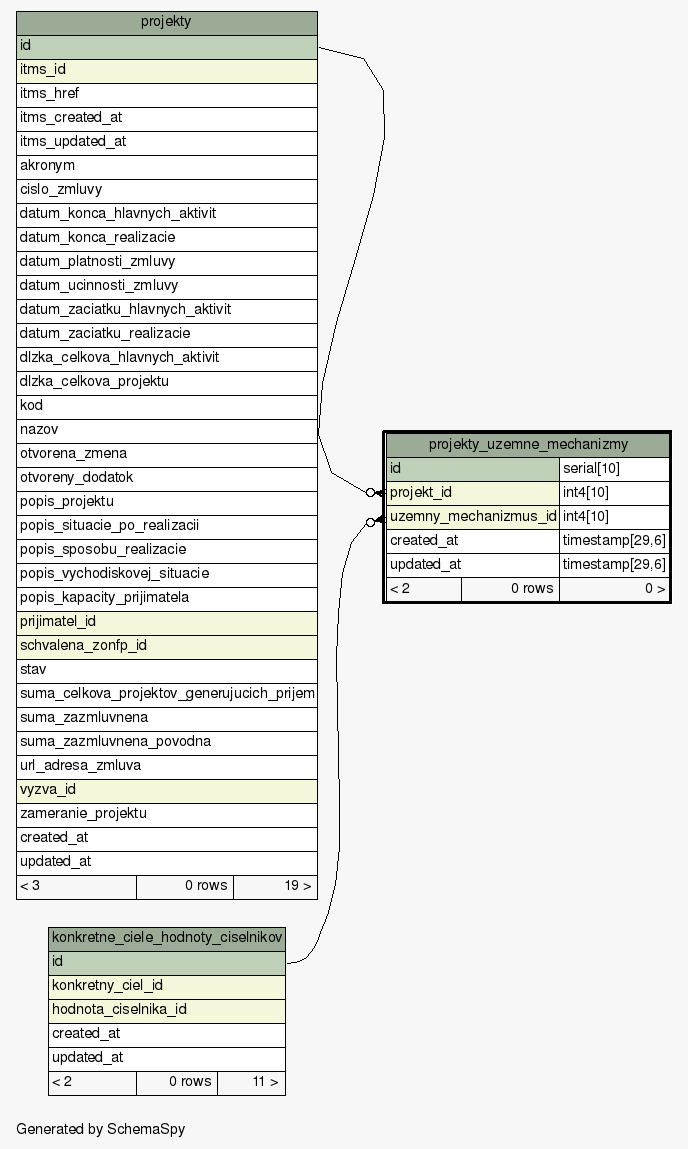 projekty
id
itms_id
itms_href
itms_created_at
itms_updated_at
akronym
cislo_zmluvy
datum_konca_hlavnych_aktivit
datum_konca_realizacie
datum_platnosti_zmluvy
datum_ucinnosti_zmluvy
datum_zaciatku_hlavnych_aktivit
datum_zaciatku_realizacie
dlzka_celkova_hlavnych_aktivit
dlzka_celkova_projektu
kod
nazov
otvorena_zmena
otvoreny_dodatok
popis_projektu
popis_situacie_po_realizacii
popis_sposobu_realizacie
popis_vychodiskovej_situacie
popis_kapacity_prijimatela
prijimatel_id
schvalena_zonfp_id
stav
suma_celkova_projektov_generujucich_prijem
suma_zazmluvnena
suma_zazmluvnena_povodna
url_adresa_zmluva
vyzva_id
zameranie_projektu
created_at
updated_at
< 3 0 rows 19 >
projekty_uzemne_mechanizmy
id serial[10]
projekt_id int4[10]
uzemny_mechanizmus_id int4[10]
created_at timestamp[29,6]
updated_at timestamp[29,6]
< 2 0 rows 0 >
konkretne_ciele_hodnoty_ciselnikov
id
konkretny_ciel_id
hodnota_ciselnika_id
created_at
updated_at
< 2 0 rows 11 >
Generated by SchemaSpy